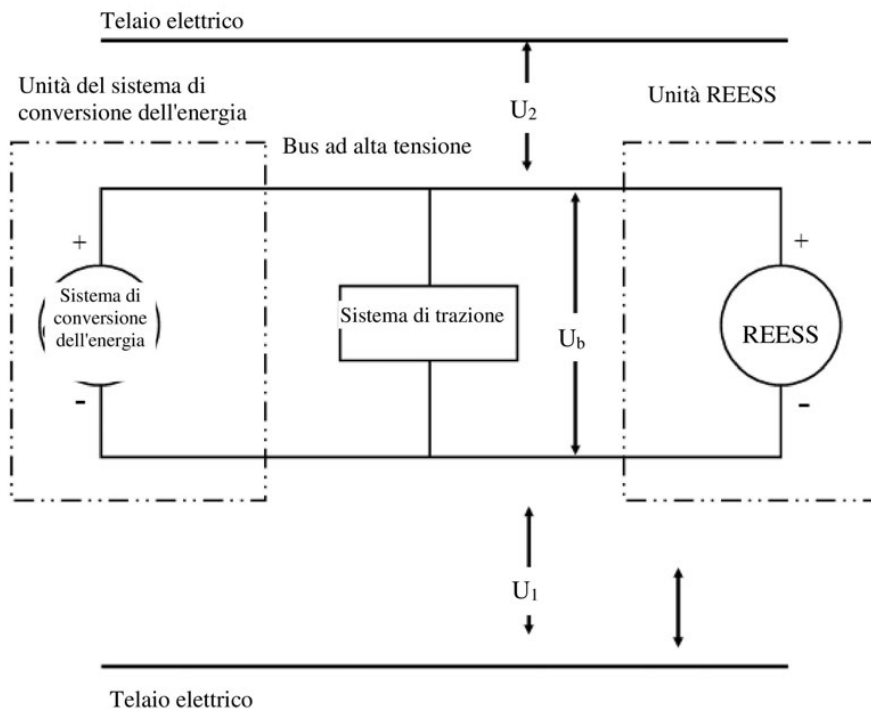 Telaio elettrico
Unità del sistema di
conversione dell'energia
U₂
Unità REESS
Bus ad alta tensione
+
+
Sistema di
conversione
dell'energia
Sistema di trazione
U_b
REESS
-
-
U₁
Telaio elettrico